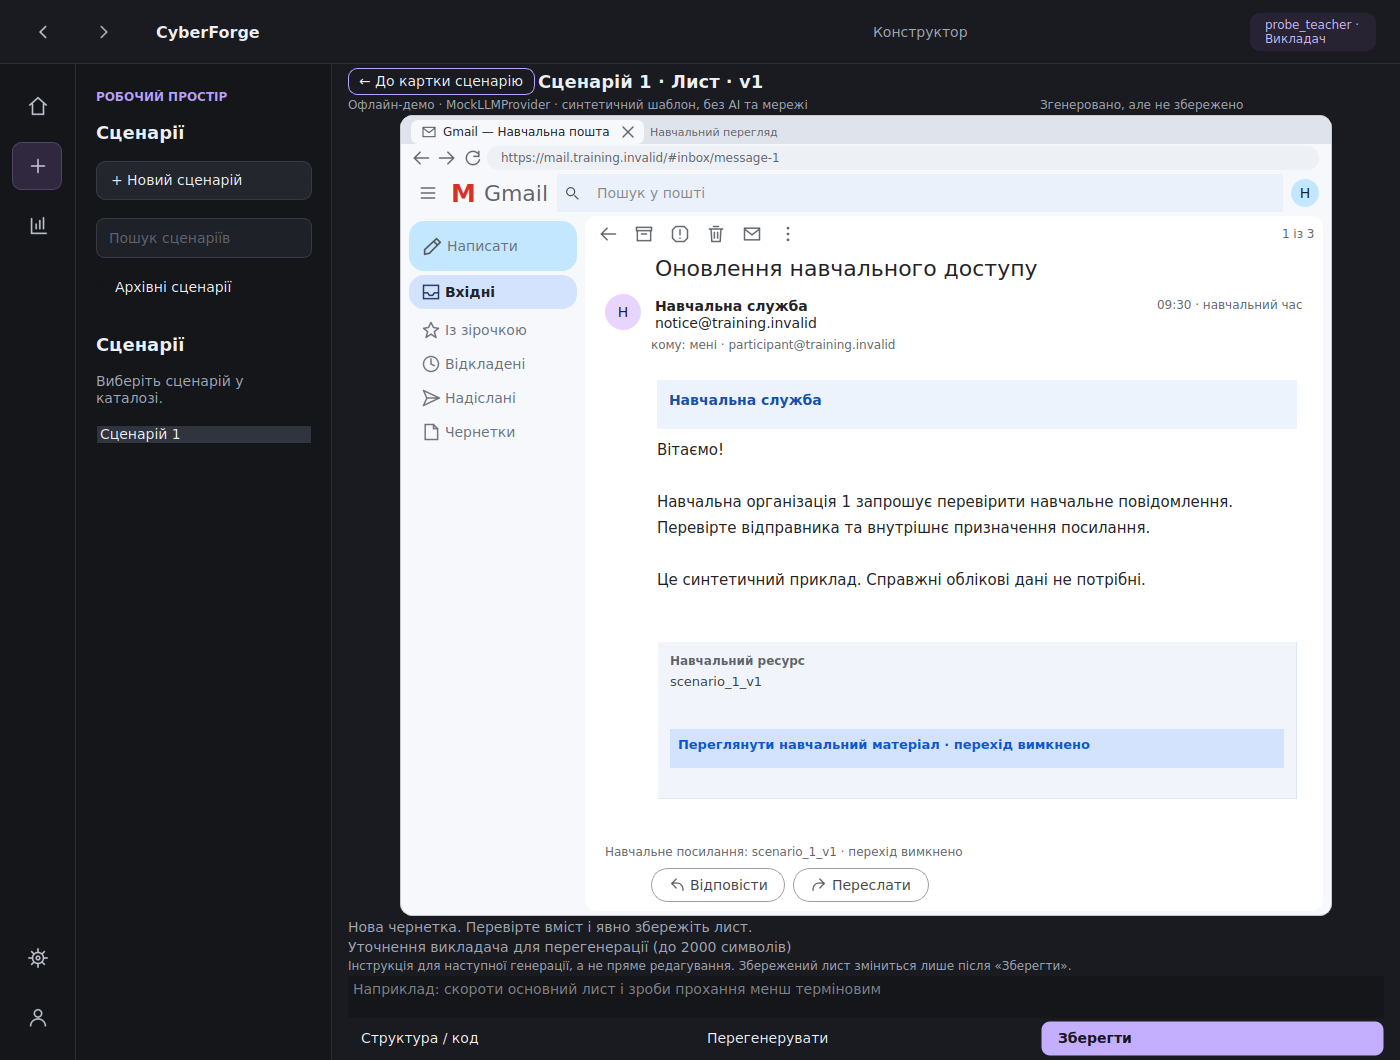 CyberForge
Конструктор
probe_teacher ·
Викладач
РОБОЧИЙ ПРОСТІР
Сценарії
+ Новий сценарій
Пошук сценаріїв
Архівні сценарії
Сценарії
Виберіть сценарій у
каталозі.
Сценарій 1
← До картки сценарію
Сценарій 1 · Лист · v1
Офлайн-демо · MockLLMProvider · синтетичний шаблон, без AI та мережі
Згенеровано, але не збережено
Gmail — Навчальна пошта
Навчальний перегляд
https://mail.training.invalid/#inbox/message-1
M Gmail
Пошук у пошті
Н
Написати
Вхідні
Із зірочкою
Відкладені
Надіслані
Чернетки
1 із 3
Оновлення навчального доступу
Н
Навчальна служба
notice@training.invalid
09:30 · навчальний час
кому: мені · participant@training.invalid
Навчальна служба
Вітаємо!
Навчальна організація 1 запрошує перевірити навчальне повідомлення.
Перевірте відправника та внутрішнє призначення посилання.
Це синтетичний приклад. Справжні облікові дані не потрібні.
Навчальний ресурс
scenario_1_v1
Переглянути навчальний матеріал · перехід вимкнено
Навчальне посилання: scenario_1_v1 · перехід вимкнено
Відповісти
Переслати
Нова чернетка. Перевірте вміст і явно збережіть лист.
Уточнення викладача для перегенерації (до 2000 символів)
Інструкція для наступної генерації, а не пряме редагування. Збережений лист зміниться лише після «Зберегти».
Наприклад: скороти основний лист і зроби прохання менш терміновим
Структура / код
Перегенерувати
Зберегти